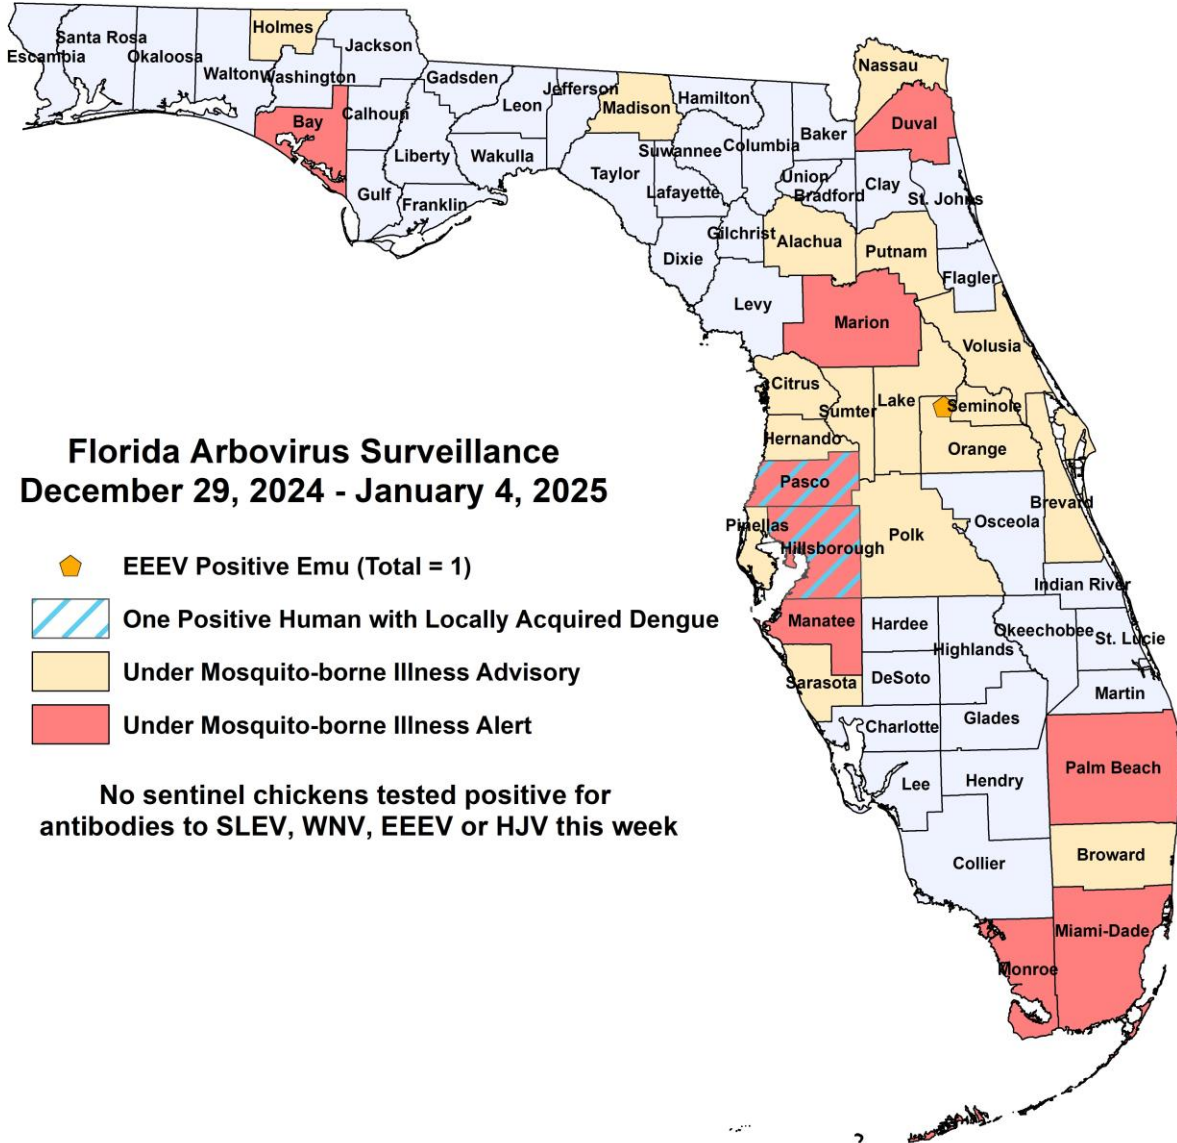 Holmes
Santa Rosa
Jackson
Escambia
Okaloosa
Walton
Washington
Gadsden
Nassau
Jefferson
Hamilton
Leon
Madison
Calhoun
Bay
Duval
Baker
Columbia
Suwannee
Liberty
Wakulla
Taylor
Union
Clay
Lafayette
Bradford
Gulf
Franklin
St. Johns
Gilchrist
Alachua
Putnam
Dixie
Flagler
Levy
Marion
Volusia
Citrus
Lake
Seminole
Sumter
Hernando
Orange
Florida Arbovirus Surveillance
December 29, 2024 - January 4, 2025
Pasco
Brevard
Pinellas
Osceola
Polk
Hillsborough
EEEV Positive Emu (Total = 1)
Indian River
One Positive Human with Locally Acquired Dengue
Manatee
Hardee
Okeechobee
St. Lucie
Highlands
Under Mosquito-borne Illness Advisory
DeSoto
Sarasota
Martin
Under Mosquito-borne Illness Alert
Charlotte
Glades
Palm Beach
Lee
Hendry
No sentinel chickens tested positive for
antibodies to SLEV, WNV, EEEV or HJV this week
Broward
Collier
Miami-Dade
Monroe